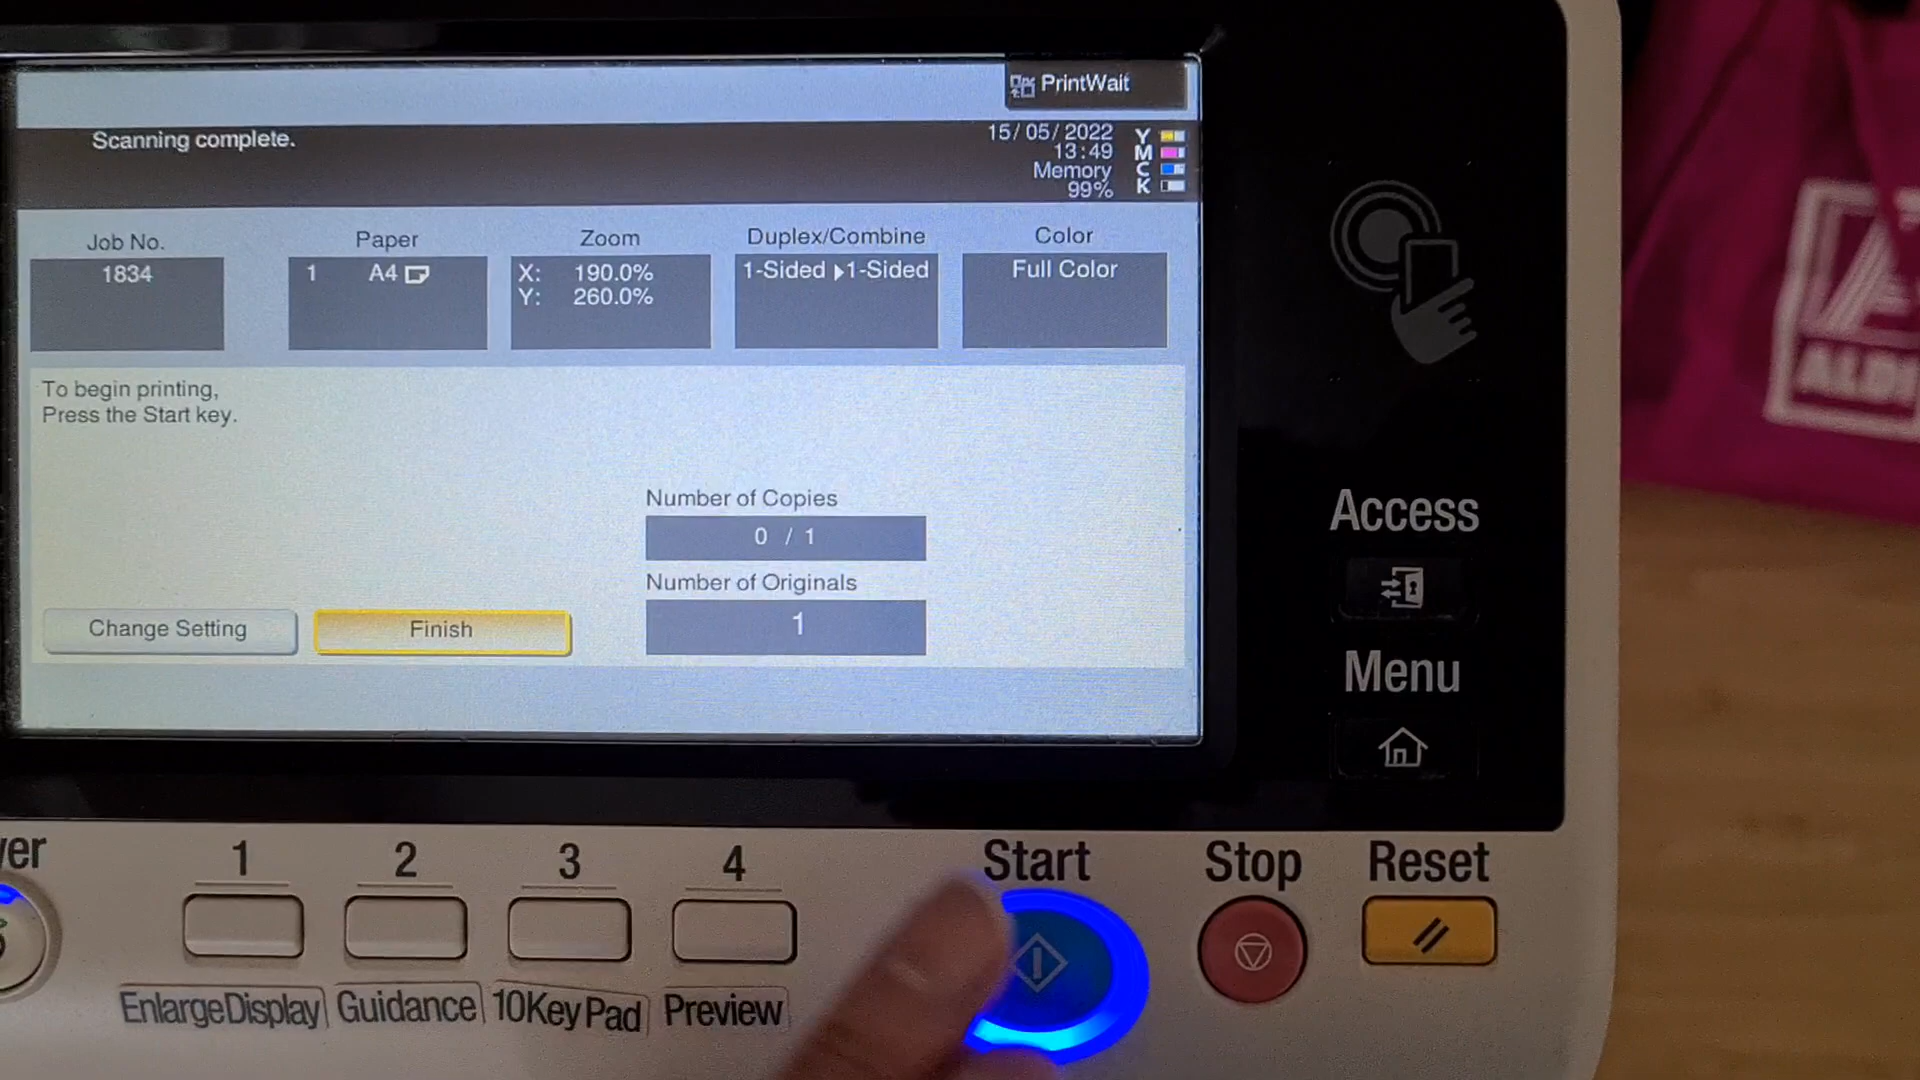 PrintWait
Scanning complete.
15/05/2022
13:49
Memory
99%
Y
M
C
K
Job No.
1834
Paper
1 A4
Zoom
X: 190.0%
Y: 260.0%
Duplex/Combine
1-Sided ▶1-Sided
Color
Full Color
To begin printing,
Press the Start key.
Number of Copies
0 / 1
Number of Originals
1
Change Setting
Finish
Access
Menu
ALDI
1
2
3
4
Start
Stop
Reset
EnlargeDisplay
Guidance
10Key Pad
Preview